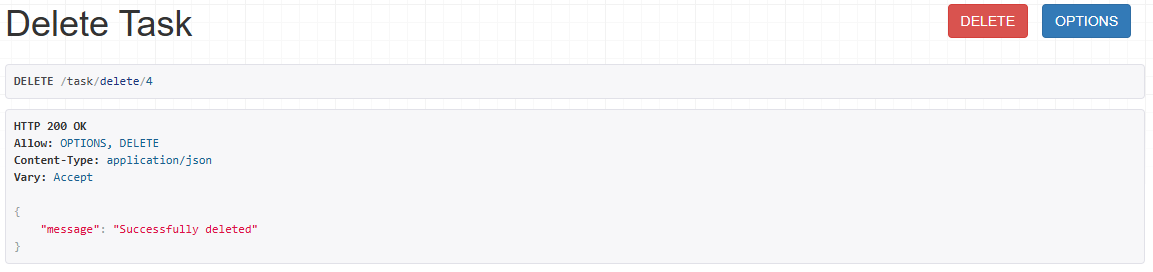 Delete Task
DELETE OPTIONS
DELETE /task/delete/4
HTTP 200 OK
Allow: OPTIONS, DELETE
Content-Type: application/json
Vary: Accept
{
    "message": "Successfully deleted"
}